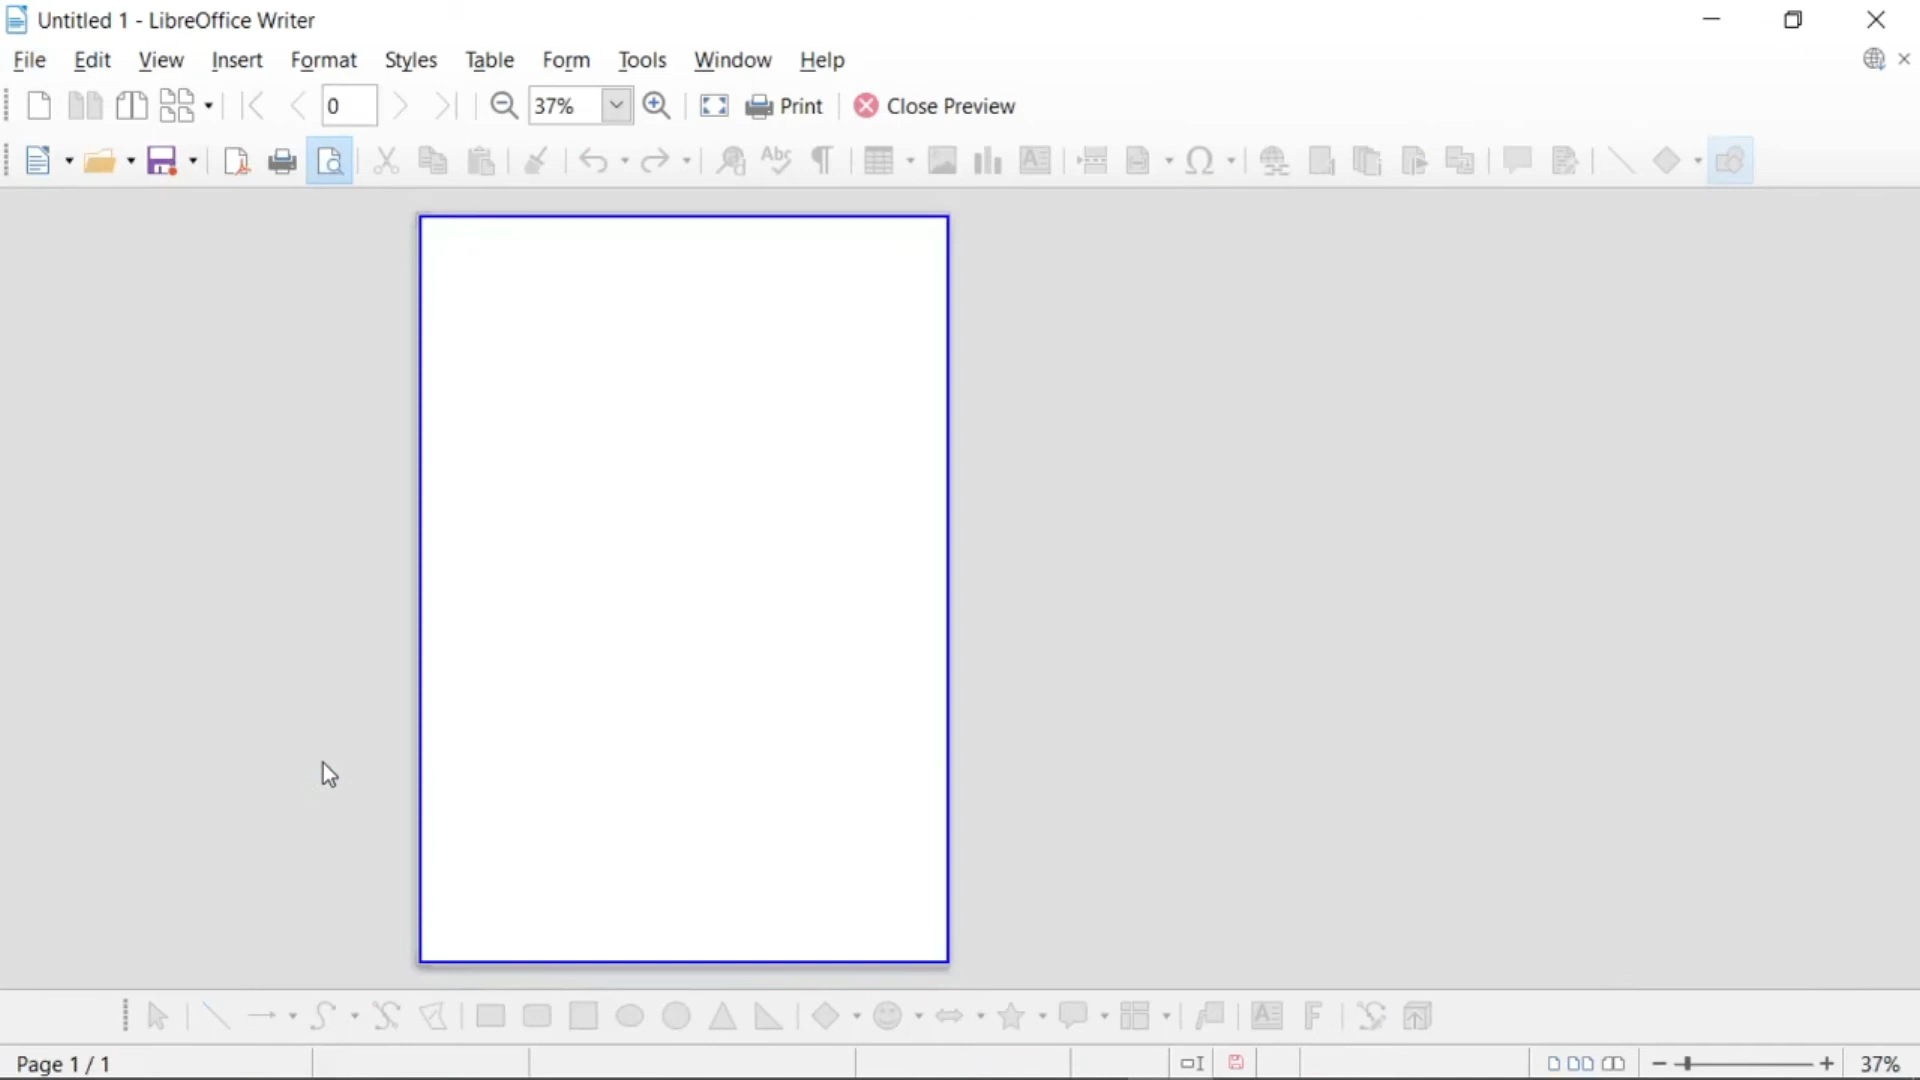 Untitled 1 - LibreOffice Writer
File Edit View Insert Format Styles Table Form Tools Window Help
0 37% Print Close Preview
Abc
Page 1 / 1 37%